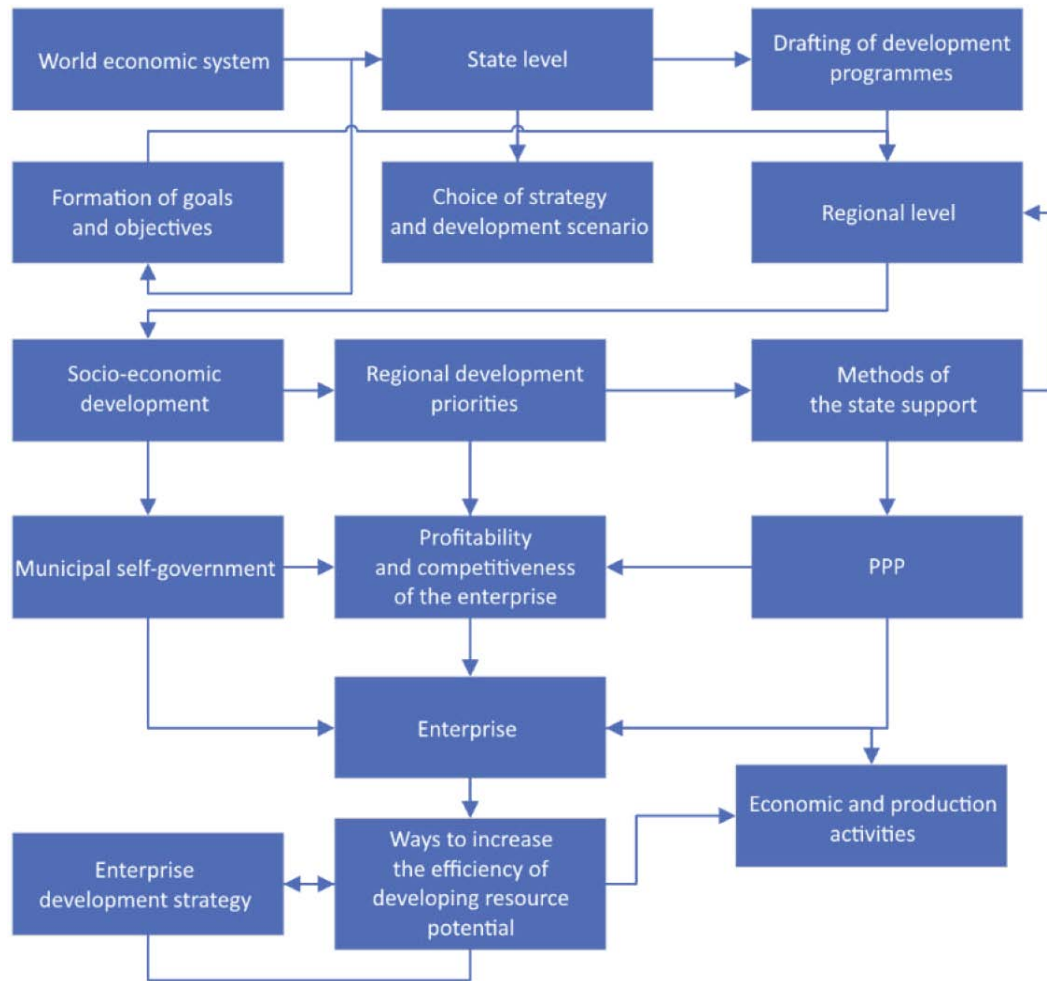 World economic system
State level
Drafting of development
programmes
Formation of goals
and objectives
Choice of strategy
and development scenario
Regional level
Socio-economic
development
Regional development
priorities
Methods of
the state support
Municipal self-government
Profitability
and competitiveness
of the enterprise
PPP
Enterprise
Economic and production
activities
Enterprise
development strategy
Ways to increase
the efficiency of
developing resource
potential